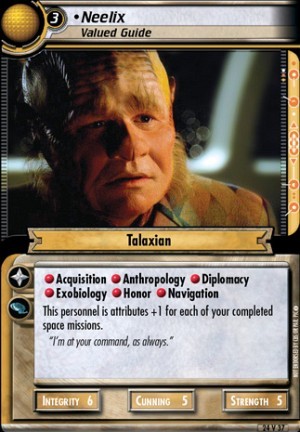 3
• Neelix
Valued Guide
Talaxian
• Acquisition • Anthropology • Diplomacy
• Exobiology • Honor • Navigation
This personnel is attributes +1 for each of your completed
space missions.
"I'm at your command, as always."
INTEGRITY 6
CUNNING 5
STRENGTH 5